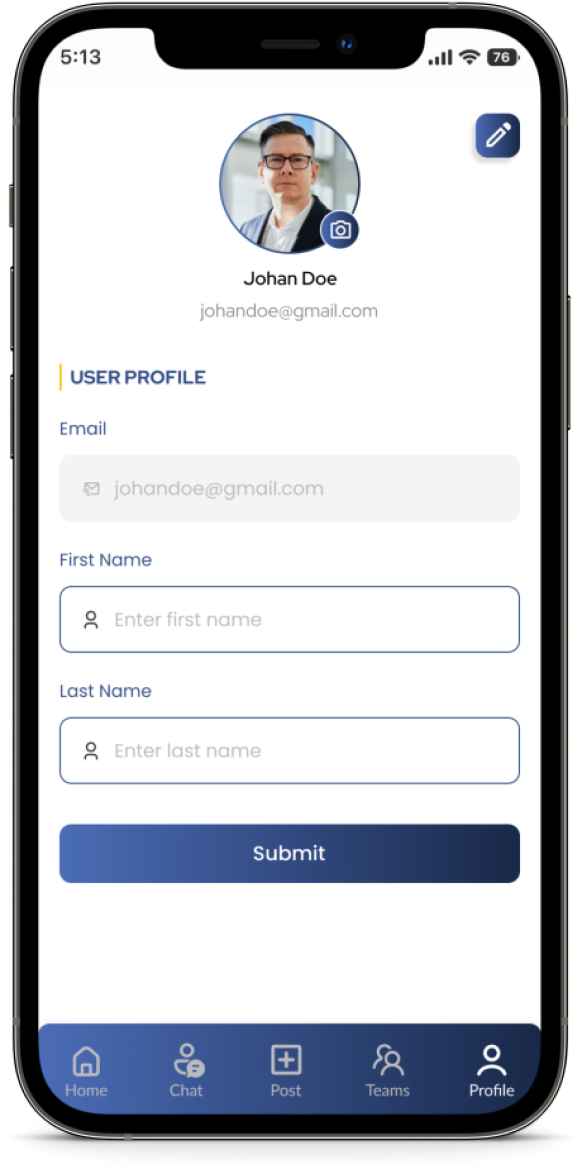 5:13
76
Johan Doe
johandoe@gmail.com
USER PROFILE
Email
johandoe@gmail.com
First Name
Enter first name
Last Name
Enter last name
Submit
Home Chat Post Teams Profile